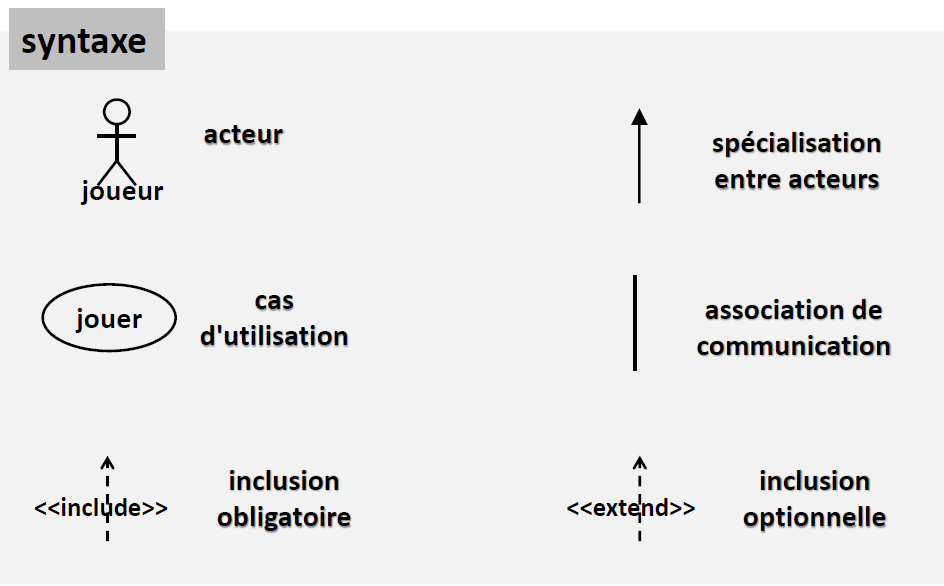 syntaxe
acteur
joueur
spécialisation
entre acteurs
jouer
cas
d'utilisation
association de
communication
<<include>>
inclusion
obligatoire
<<extend>>
inclusion
optionnelle